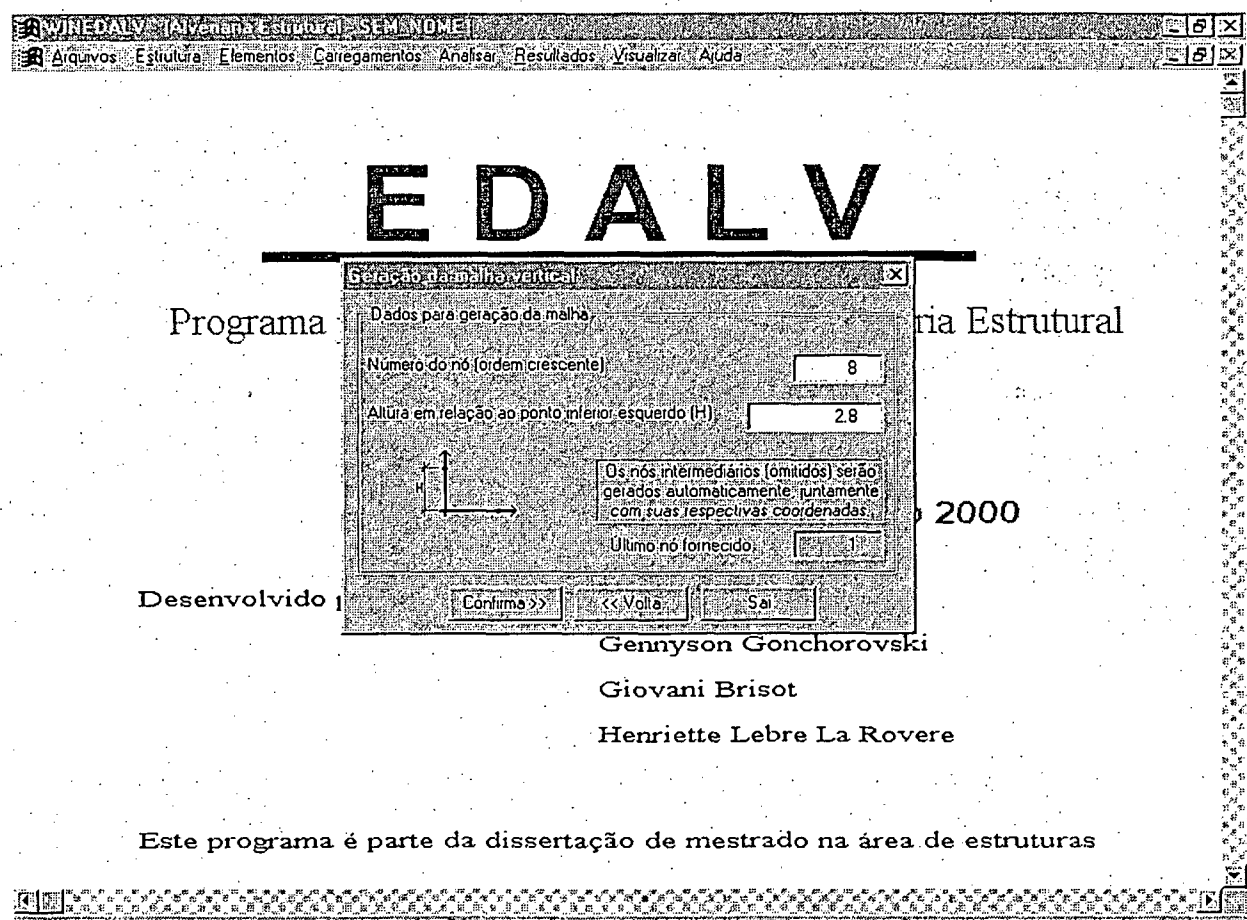 WINEDALV - [Alvenaria Estrutural - SEM NOME]
Arquivos Estrutura Elementos Carregamentos Analisar Resultados Visualizar Ajuda
E D A L V
Programa
ria Estrutural
Geração da malha vertical
Dados para geração da malha
Número do nó (ordem crescente)
8
Altura em relação ao ponto inferior esquerdo (H)
2.8
H
Os nós intermediários (omitidos) serão
gerados automaticamente, juntamente
com suas respectivas coordenadas.
Último nó fornecido:
1
Confirma >>
<< Volta
Sai
2000
Desenvolvido
Gennyson Gonchorovski
Giovani Brisot
Henriette Lebre La Rovere
Este programa é parte da dissertação de mestrado na área de estruturas